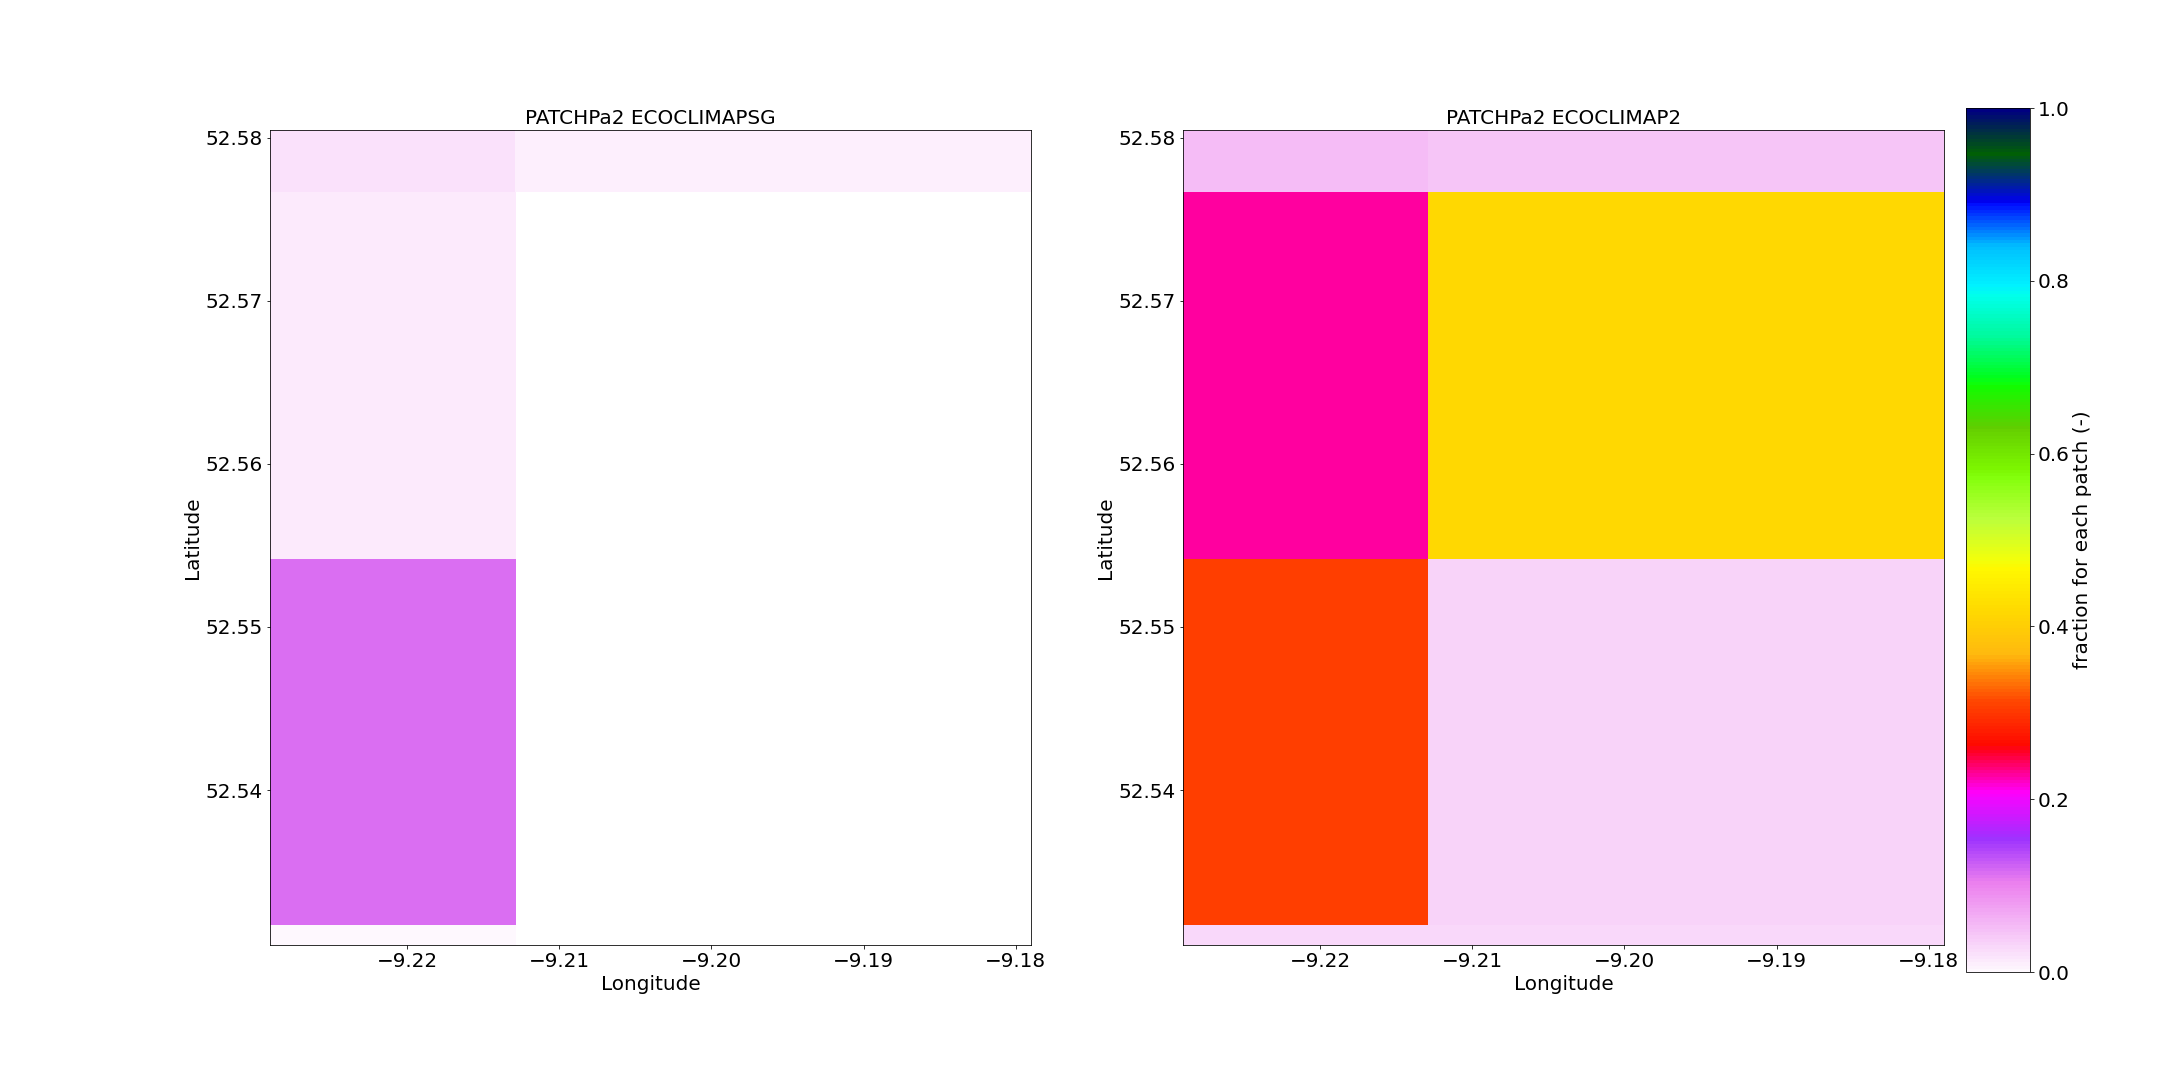 PATCHPa2 ECOCLIMAPSG
52.58
52.57
52.56
52.55
52.54
Latitude
−9.22 −9.21 −9.20 −9.19 −9.18
Longitude
PATCHPa2 ECOCLIMAP2
52.58
52.57
52.56
52.55
52.54
Latitude
−9.22 −9.21 −9.20 −9.19 −9.18
Longitude
1.0
0.8
0.6
0.4
0.2
0.0
fraction for each patch (-)